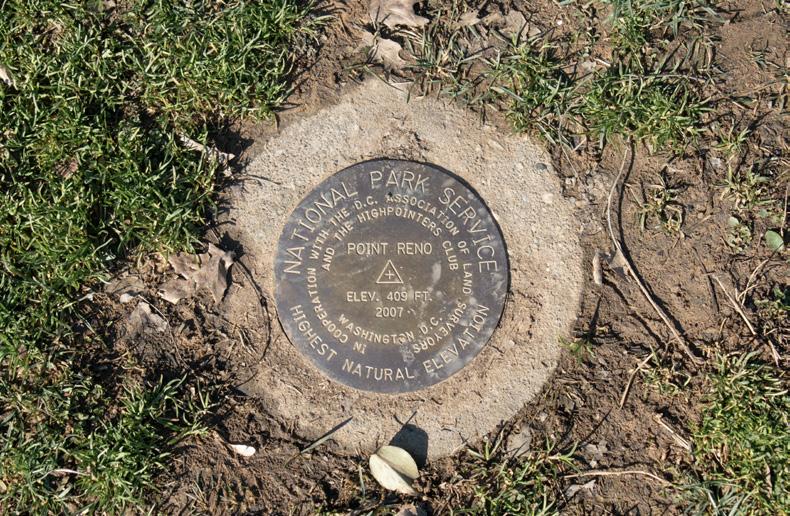 NATIONAL PARK SERVICE
IN COOPERATION WITH THE D.C. ASSOCIATION OF LAND SURVEYORS
AND THE HIGHPOINTERS CLUB
POINT RENO
ELEV. 409 FT.
2007
WASHINGTON D.C.
HIGHEST NATURAL ELEVATION